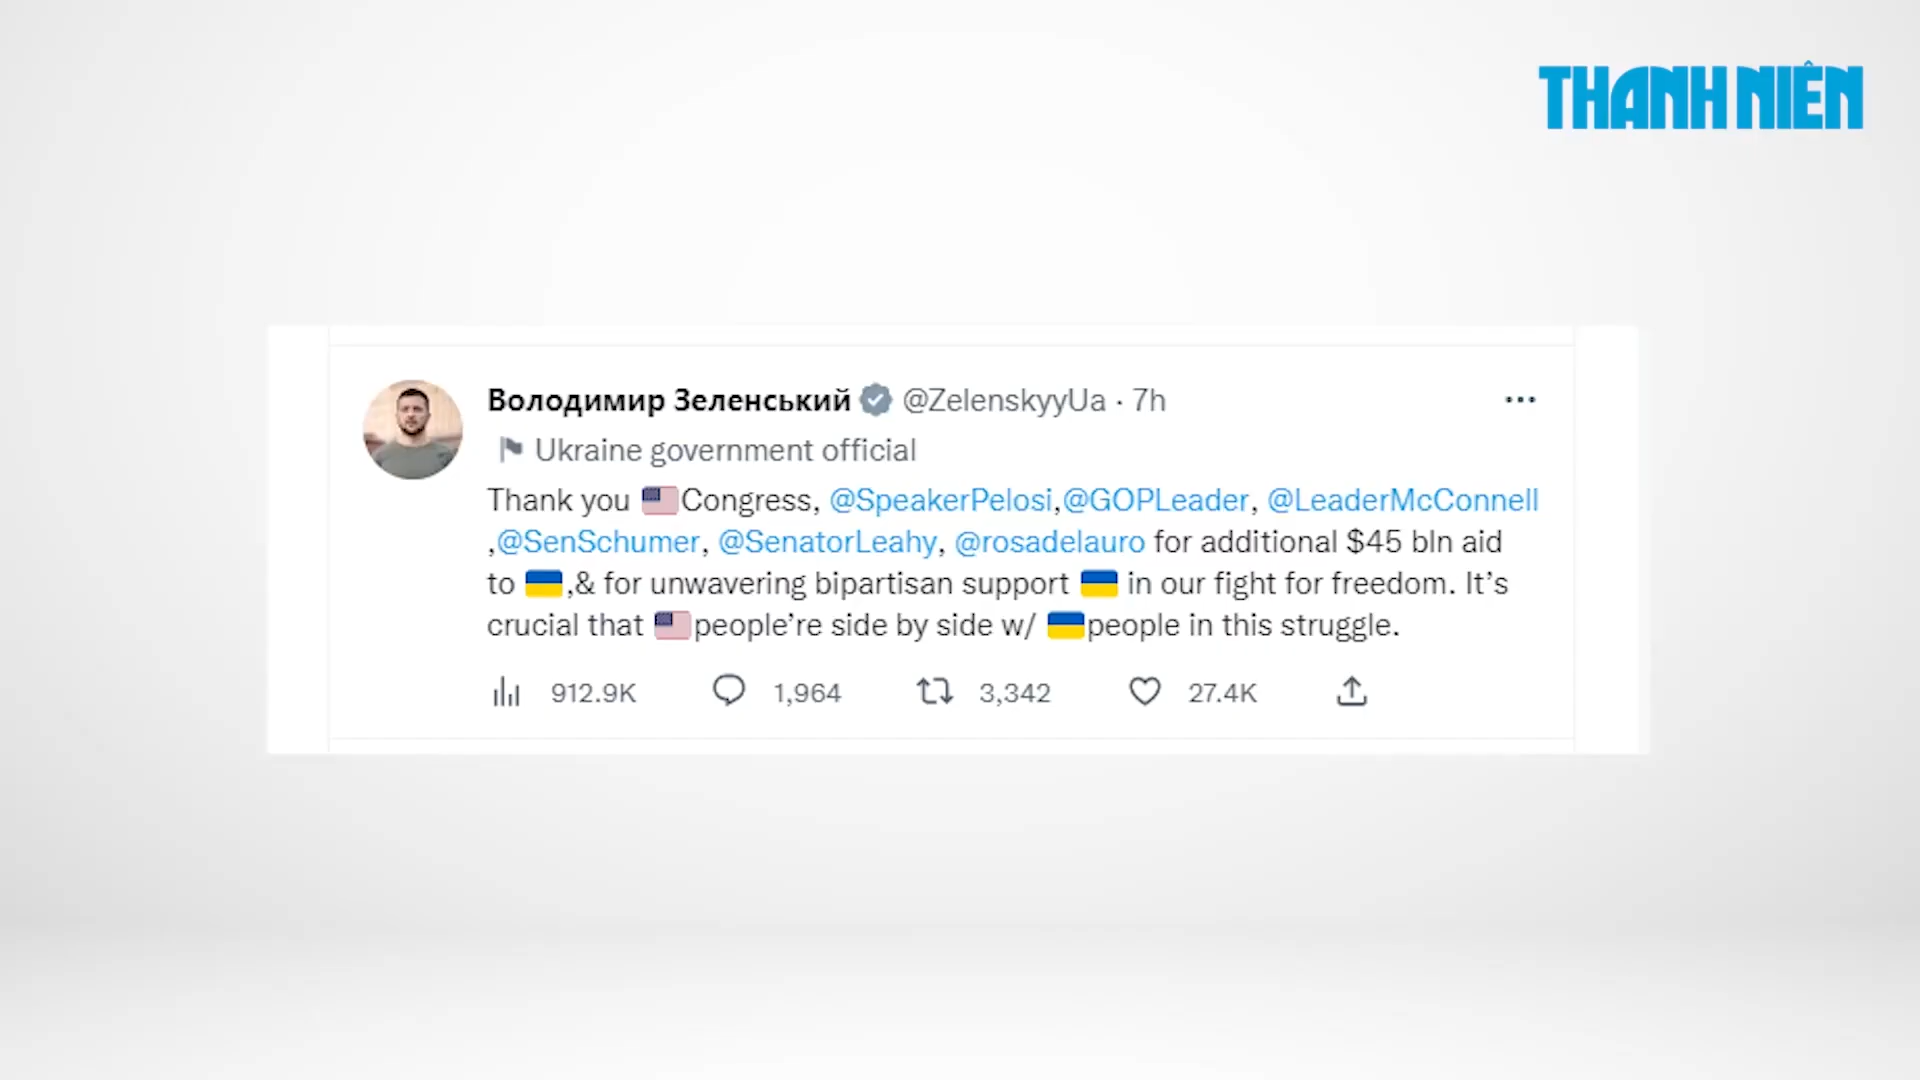 THANH NIÊN
Володимир Зеленський @ZelenskyyUa · 7h
Ukraine government official
Thank you 🇺🇸Congress, @SpeakerPelosi,@GOPLeader, @LeaderMcConnell
,@SenSchumer, @SenatorLeahy, @rosadelauro for additional $45 bln aid
to 🇺🇦,& for unwavering bipartisan support 🇺🇦 in our fight for freedom. It’s
crucial that 🇺🇸people’re side by side w/ 🇺🇦people in this struggle.
912.9K 1,964 3,342 27.4K